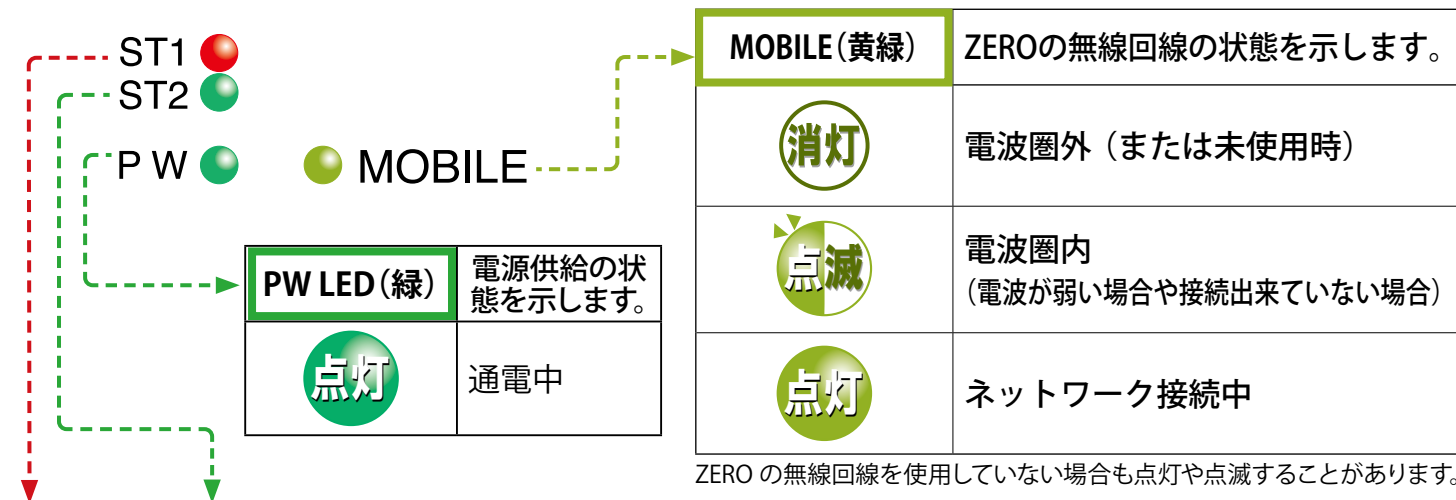 ST1
ST2
PW
MOBILE
PW LED（緑）
電源供給の状
態を示します。
点灯
通電中
MOBILE（黄緑）
ZEROの無線回線の状態を示します。
消灯
電波圏外（または未使用時）
点滅
電波圏内
（電波が弱い場合や接続出来ていない場合）
点灯
ネットワーク接続中
ZERO の無線回線を使用していない場合も点灯や点滅することがあります。